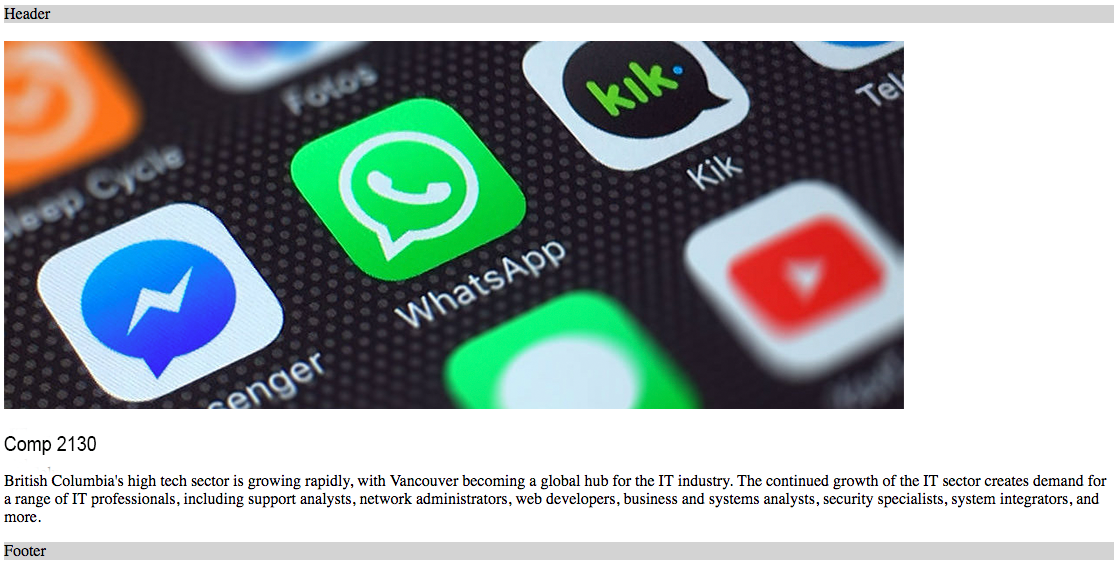 Header
Fotos
kik
Kik
Sleep Cycle
WhatsApp
senger
Comp 2130
British Columbia's high tech sector is growing rapidly, with Vancouver becoming a global hub for the IT industry. The continued growth of the IT sector creates demand for
a range of IT professionals, including support analysts, network administrators, web developers, business and systems analysts, security specialists, system integrators, and
more.
Footer